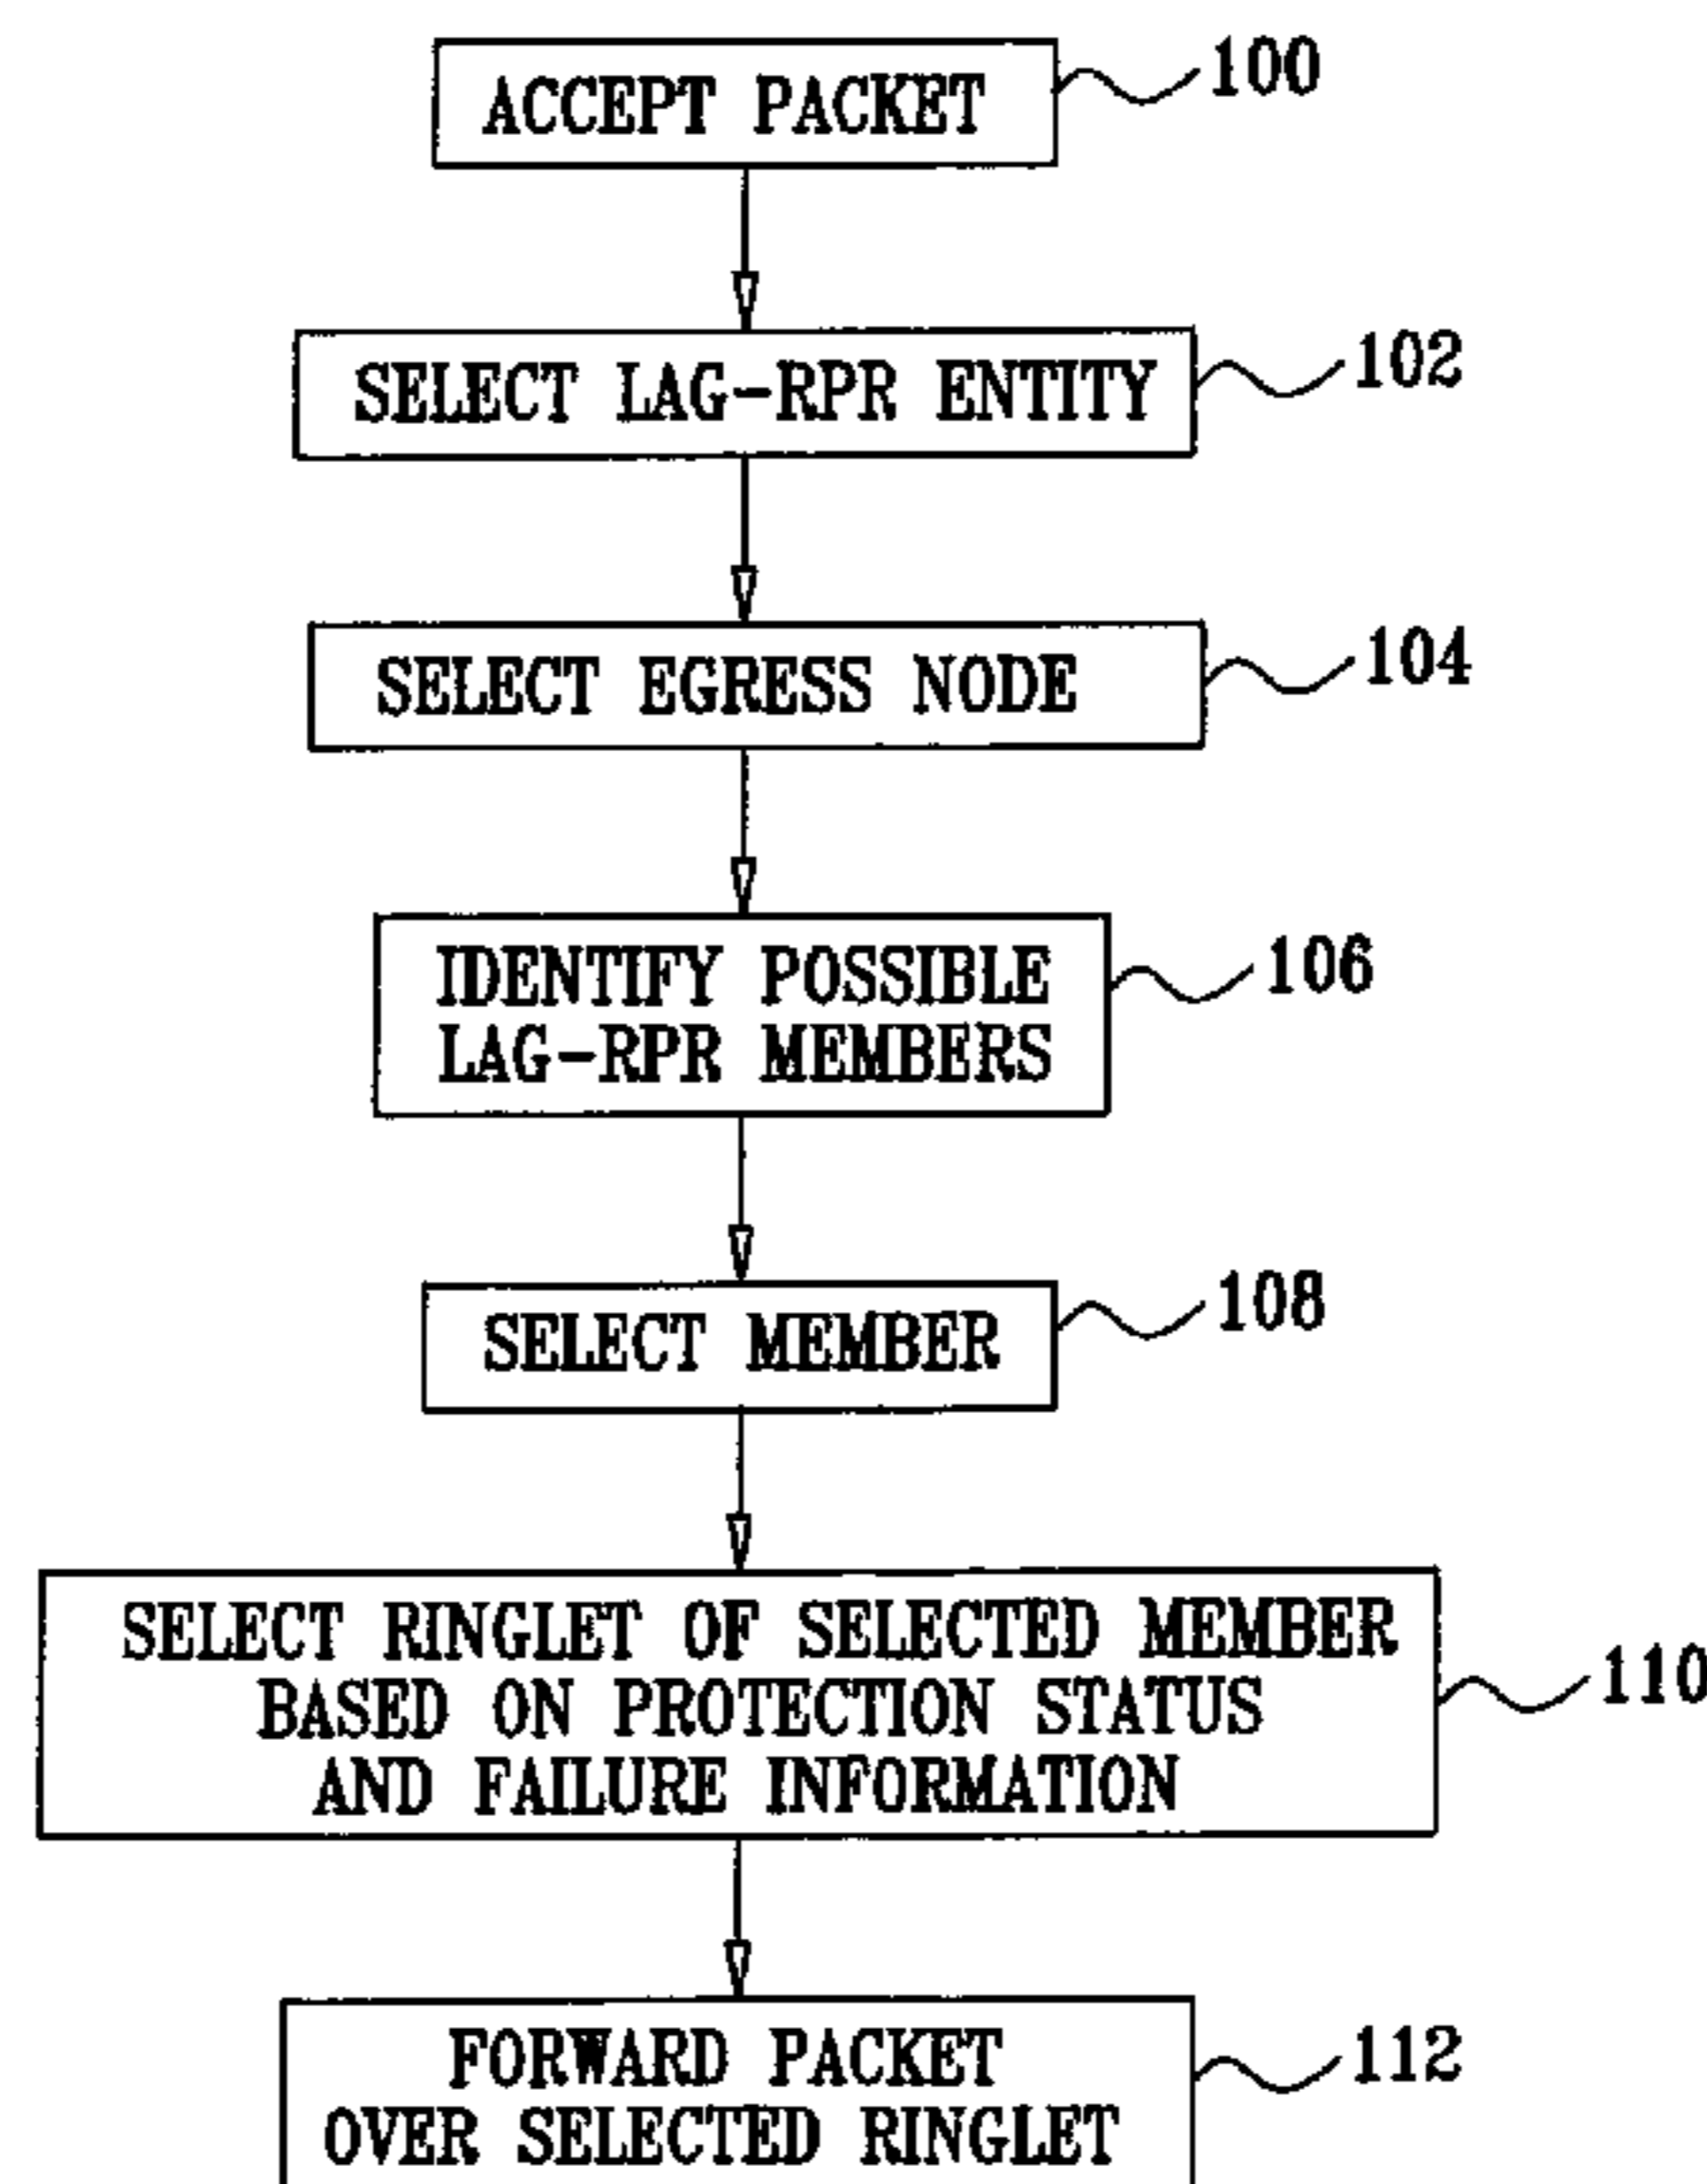 ACCEPT PACKET
100
SELECT LAG-RPR ENTITY
102
SELECT EGRESS NODE
104
IDENTIFY POSSIBLE
LAG-RPR MEMBERS
106
SELECT MEMBER
108
SELECT RINGLET OF SELECTED MEMBER
BASED ON PROTECTION STATUS
AND FAILURE INFORMATION
110
FORWARD PACKET
OVER SELECTED RINGLET
112